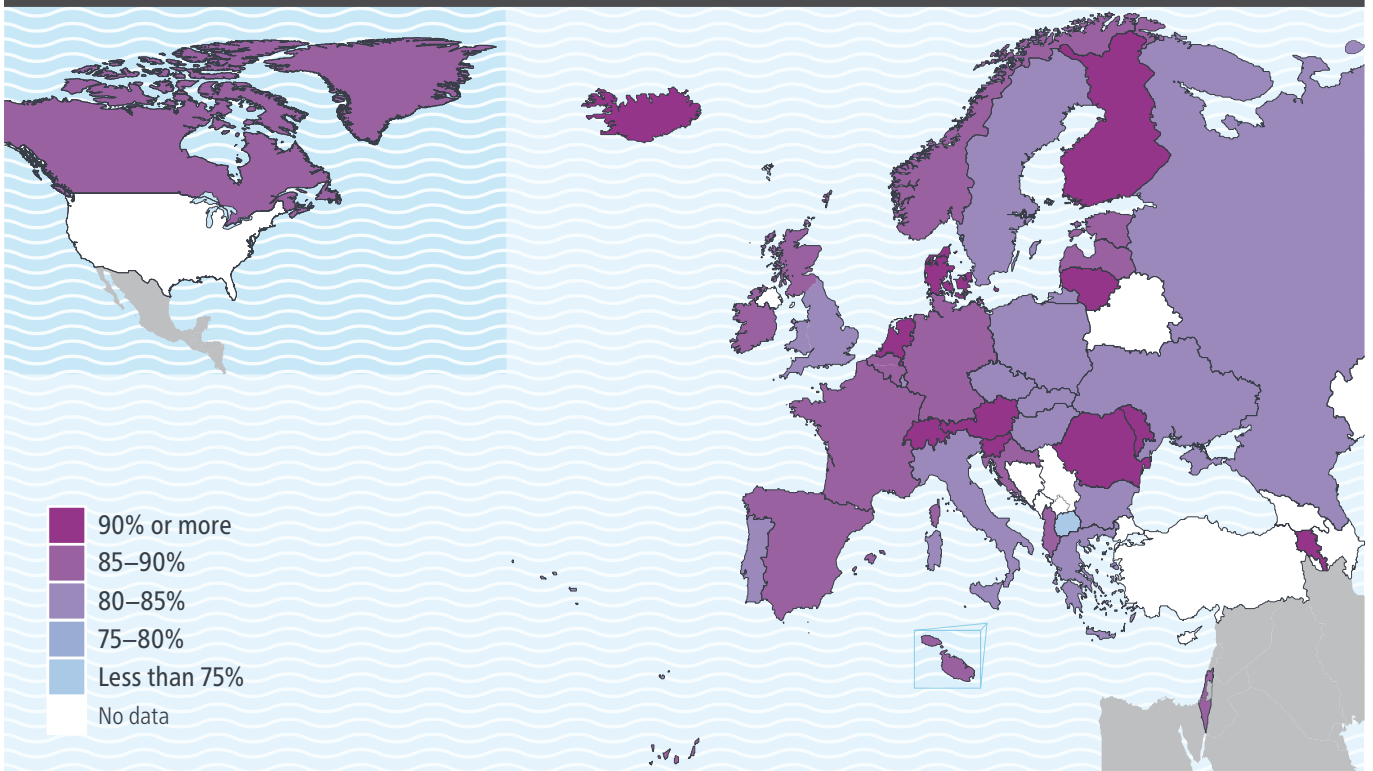 90% or more
85–90%
80–85%
75–80%
Less than 75%
No data